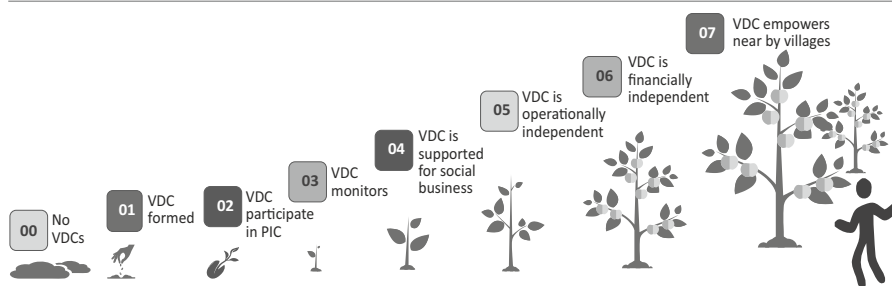 00
No
VDCs
01
VDC
formed
02
VDC
participate
in PIC
03
VDC
monitors
04
VDC is
supported
for social
business
05
VDC is
operationally
independent
06
VDC is
financially
independent
07
VDC empowers
near by villages